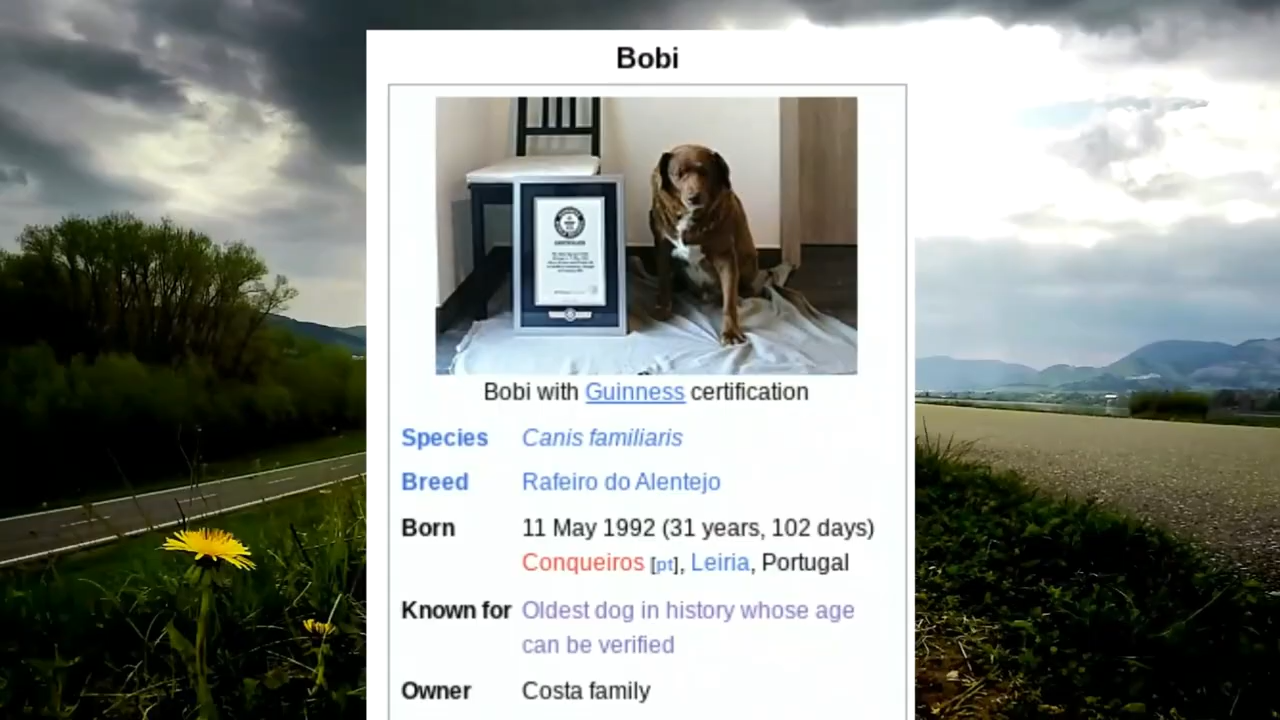 Bobi
Bobi with Guinness certification
Species Canis familiaris
Breed Rafeiro do Alentejo
Born 11 May 1992 (31 years, 102 days)
Conqueiros [pt], Leiria, Portugal
Known for Oldest dog in history whose age
can be verified
Owner Costa family